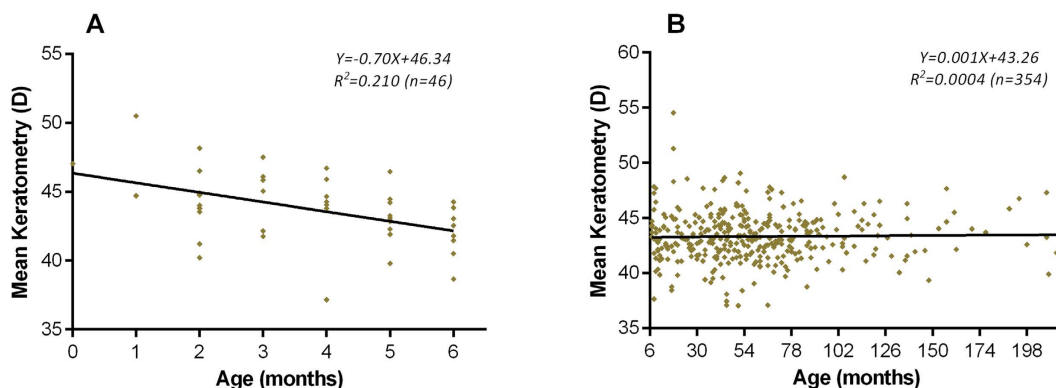 A
Y=-0.70X+46.34
R²=0.210 (n=46)
Mean Keratometry (D)
55
50
45
40
35
0 1 2 3 4 5 6
Age (months)
B
Y=0.001X+43.26
R²=0.0004 (n=354)
Mean Keratometry (D)
60
55
50
45
40
35
6 30 54 78 102 126 150 174 198
Age (months)